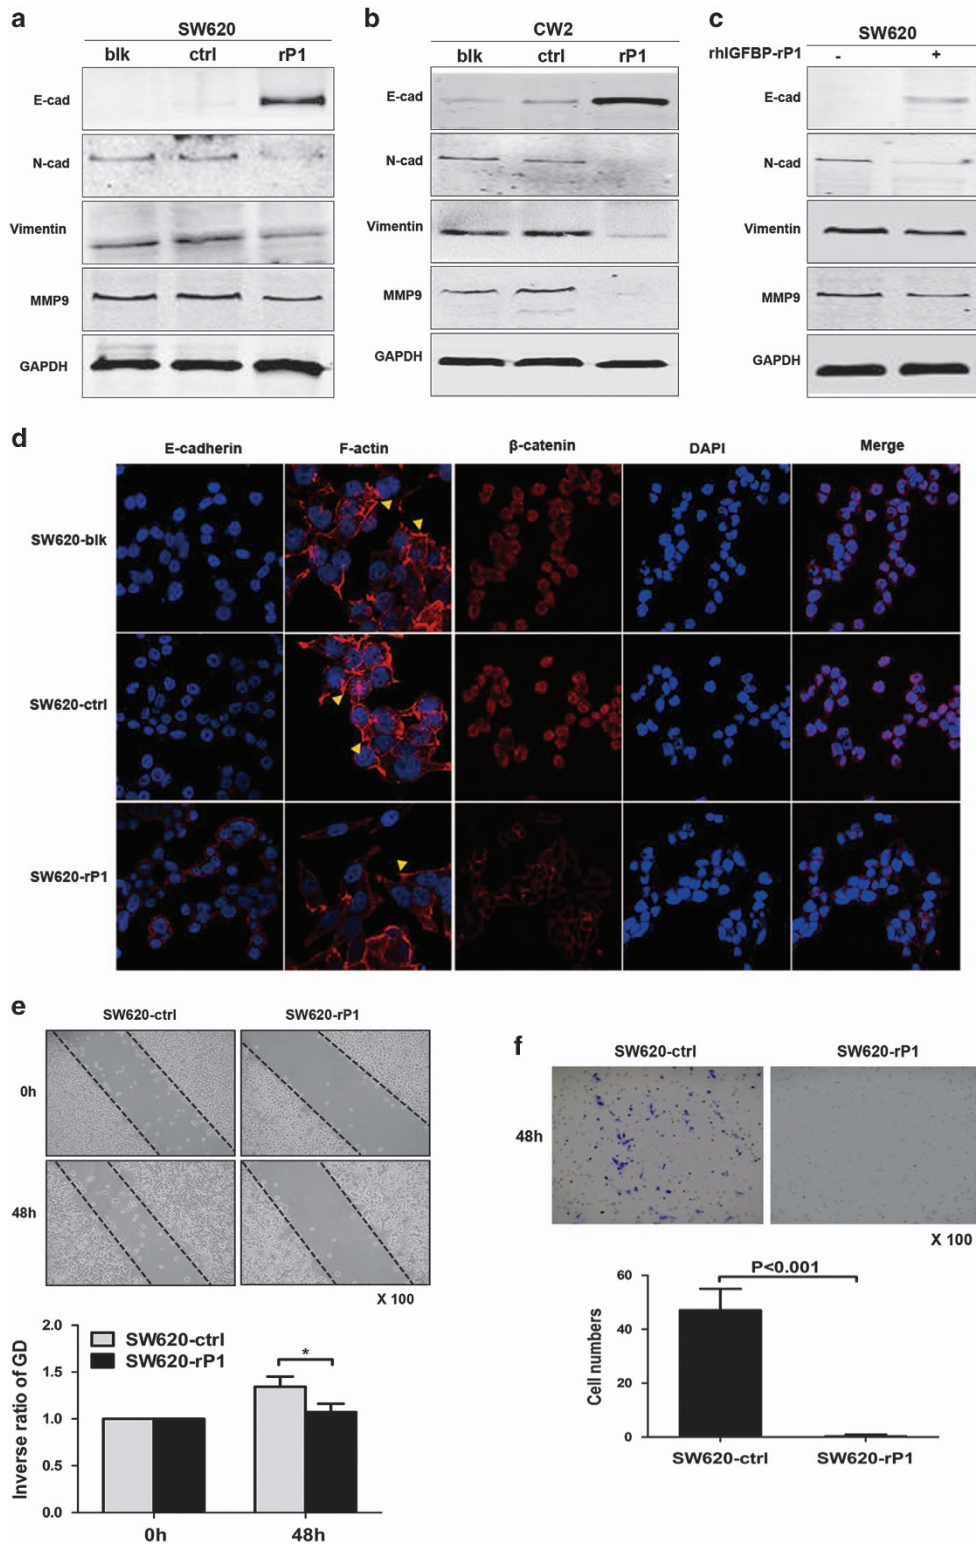 a
SW620
blk ctrl rP1
E-cad
N-cad
Vimentin
MMP9
GAPDH
b
CW2
blk ctrl rP1
E-cad
N-cad
Vimentin
MMP9
GAPDH
c
SW620
rhIGFBP-rP1 - +
E-cad
N-cad
Vimentin
MMP9
GAPDH
d
E-cadherin F-actin β-catenin DAPI Merge
SW620-blk
SW620-ctrl
SW620-rP1
e
SW620-ctrl SW620-rP1
0h
48h
X 100
Inverse ratio of GD
2.0
1.5
1.0
0.5
0.0
SW620-ctrl
SW620-rP1
*
0h 48h
f
SW620-ctrl SW620-rP1
48h
X 100
P<0.001
Cell numbers
60
40
20
0
SW620-ctrl SW620-rP1